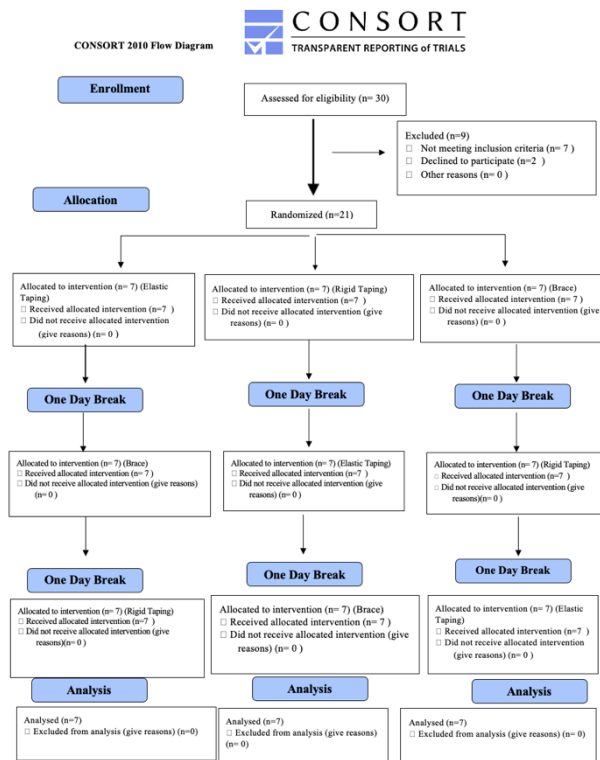 CONSORT
TRANSPARENT REPORTING of TRIALS
CONSORT 2010 Flow Diagram
Enrollment
Assessed for eligibility (n= 30)
Excluded (n=9)
☐ Not meeting inclusion criteria (n= 7 )
☐ Declined to participate (n=2 )
☐ Other reasons (n= 0 )
Allocation
Randomized (n=21)
Allocated to intervention (n= 7) (Elastic
Taping)
☐ Received allocated intervention (n=7 )
☐ Did not receive allocated intervention
(give reasons) (n= 0 )
Allocated to intervention (n= 7) (Rigid Taping)
☐ Received allocated intervention (n=7 )
☐ Did not receive allocated intervention (give
reasons) (n= 0 )
Allocated to intervention (n= 7) (Brace)
☐ Received allocated intervention (n= 7 )
☐ Did not receive allocated intervention (give
reasons) (n= 0 )
One Day Break
One Day Break
One Day Break
Allocated to intervention (n= 7) (Brace)
☐ Received allocated intervention (n= 7 )
☐ Did not receive allocated intervention (give reasons)
(n= 0 )
Allocated to intervention (n= 7) (Elastic Taping)
☐ Received allocated intervention (n=7 )
☐ Did not receive allocated intervention (give
reasons) (n= 0 )
Allocated to intervention (n= 7) (Rigid Taping)
☐ Received allocated intervention (n=7 )
☐ Did not receive allocated intervention (give
reasons)(n= 0 )
One Day Break
One Day Break
One Day Break
Allocated to intervention (n= 7) (Rigid Taping)
☐ Received allocated intervention (n=7 )
☐ Did not receive allocated intervention (give
reasons)(n= 0 )
Allocated to intervention (n= 7) (Brace)
☐ Received allocated intervention (n= 7 )
☐ Did not receive allocated intervention (give
reasons) (n= 0 )
Allocated to intervention (n= 7) (Elastic
Taping)
☐ Received allocated intervention (n=7 )
☐ Did not receive allocated intervention
(give reasons) (n= 0 )
Analysis
Analysis
Analysis
Analysed (n=7)
☐ Excluded from analysis (give reasons) (n=0)
Analysed (n=7)
☐ Excluded from analysis (give reasons)
(n= 0)
Analysed (n=7)
☐ Excluded from analysis (give reasons) (n= 0)